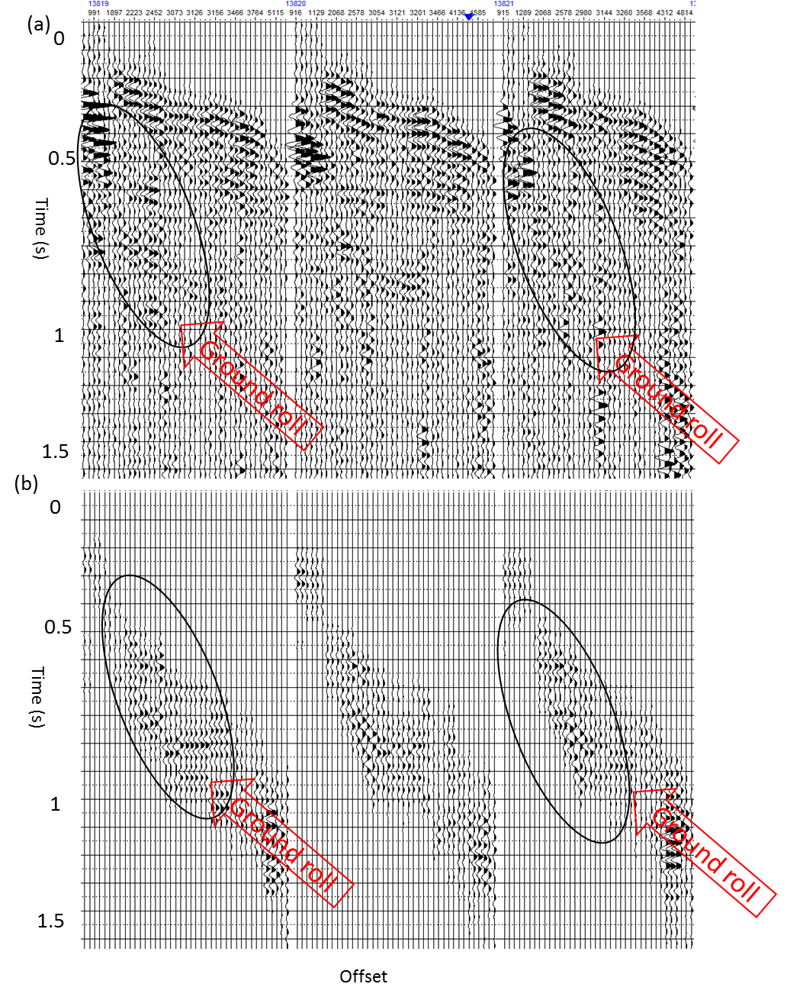 13819 13820 13821 13
991 1897 2223 2452 3073 3126 3156 3466 3764 5115 916 1129 2068 2578 3054 3121 3201 3466 4136 4585 915 1289 2068 2578 2980 3144 3260 3568 4312 4814
(a)
0
0.5
Time (s)
1
Ground roll
Ground roll
1.5
(b)
0
0.5
Time (s)
1
Ground roll
Ground roll
1.5
Offset